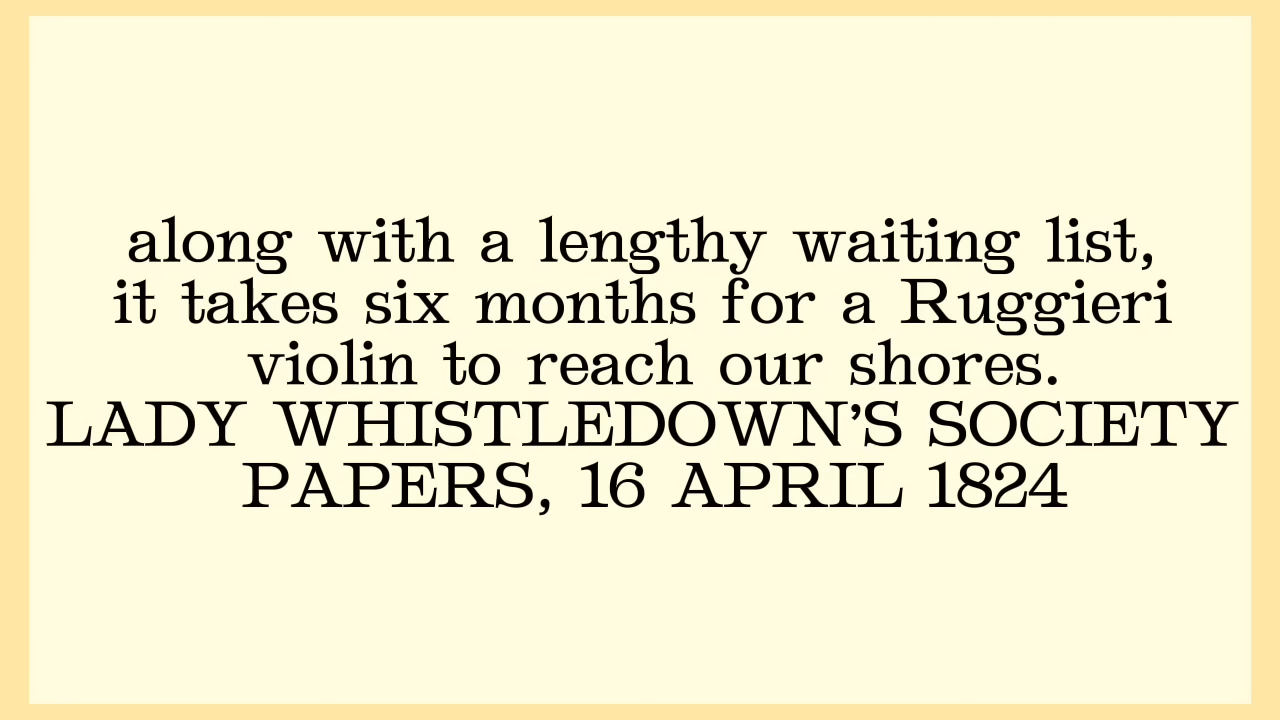 along with a lengthy waiting list,
it takes six months for a Ruggieri
violin to reach our shores.
LADY WHISTLEDOWN’S SOCIETY
PAPERS, 16 APRIL 1824